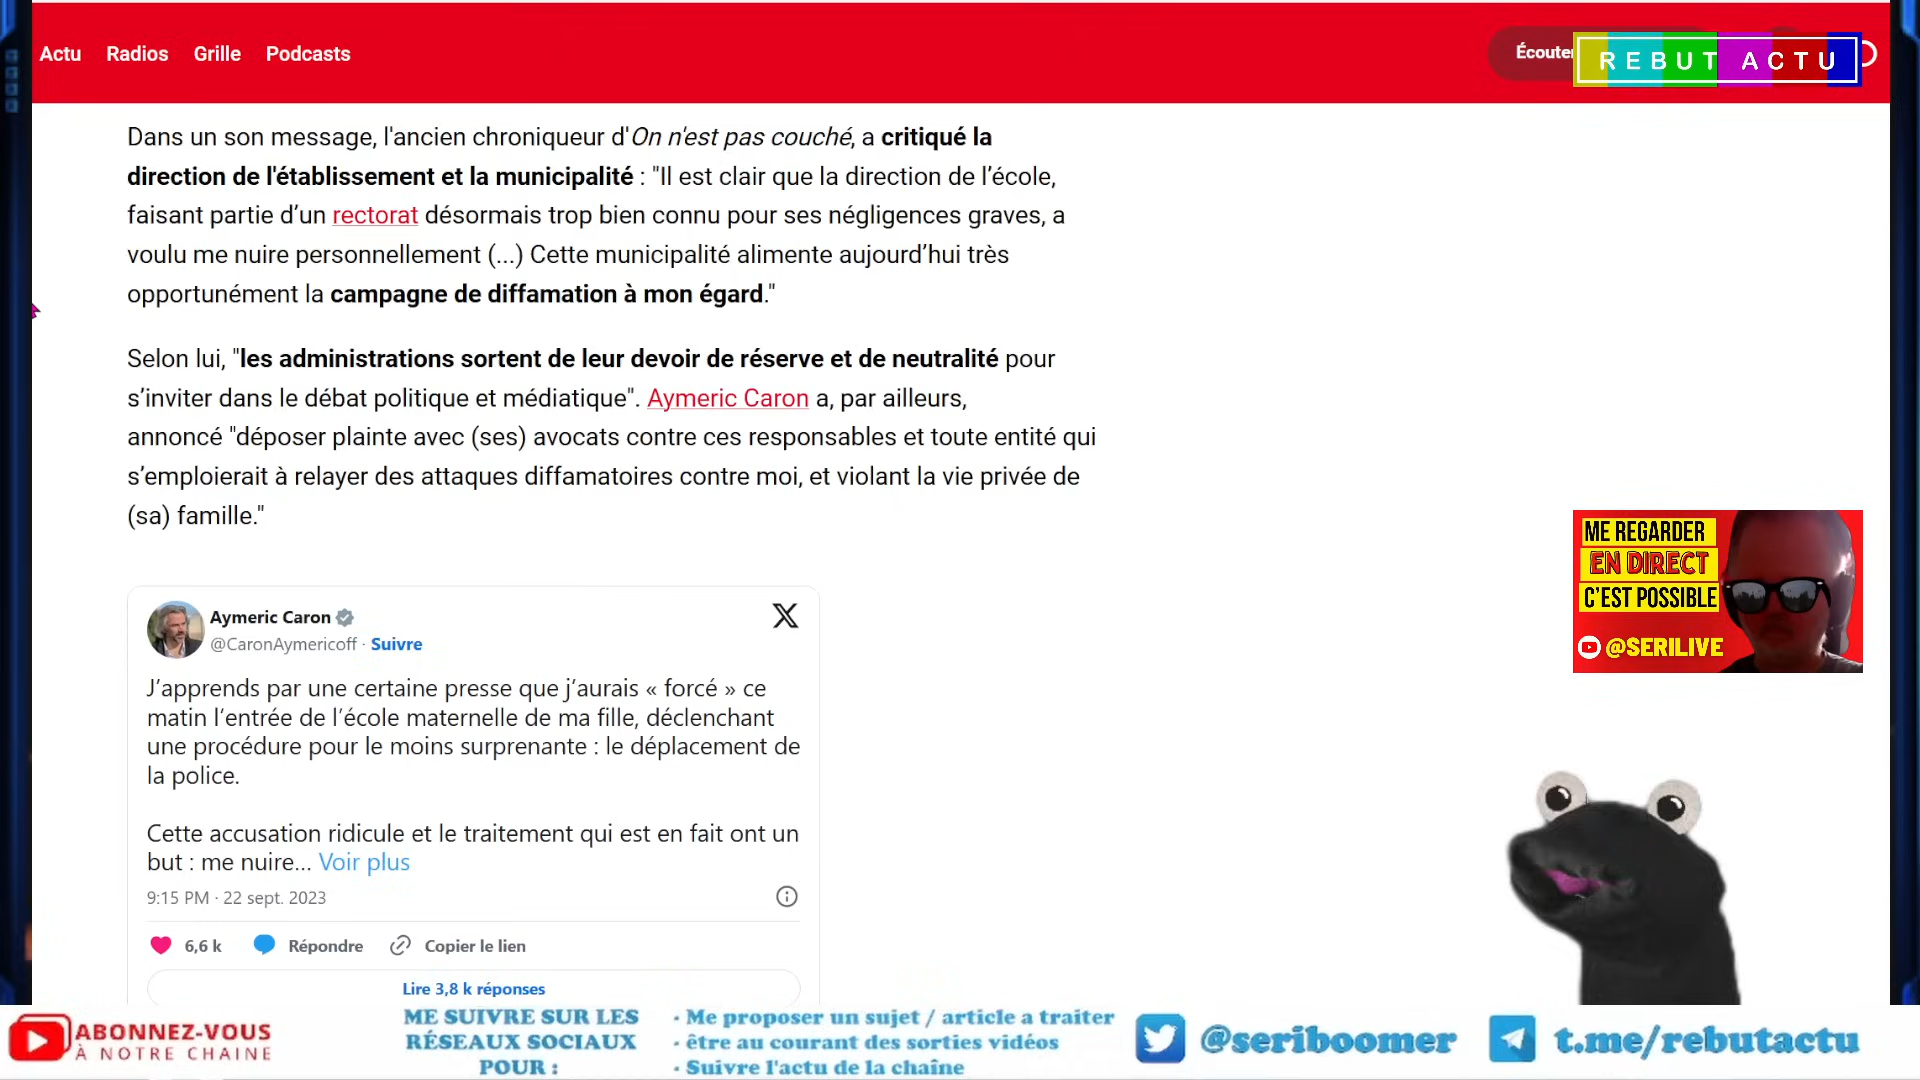 Actu Radios Grille Podcasts
Écouter
REBUT ACTU
Dans un son message, l'ancien chroniqueur d'On n'est pas couché, a critiqué la
direction de l'établissement et la municipalité : "Il est clair que la direction de l’école,
faisant partie d’un rectorat désormais trop bien connu pour ses négligences graves, a
voulu me nuire personnellement (...) Cette municipalité alimente aujourd’hui très
opportunément la campagne de diffamation à mon égard."
Selon lui, "les administrations sortent de leur devoir de réserve et de neutralité pour
s’inviter dans le débat politique et médiatique". Aymeric Caron a, par ailleurs,
annoncé "déposer plainte avec (ses) avocats contre ces responsables et toute entité qui
s’emploierait à relayer des attaques diffamatoires contre moi, et violant la vie privée de
(sa) famille."
ME REGARDER
EN DIRECT
C'EST POSSIBLE
@SERILIVE
Aymeric Caron
@CaronAymericoff · Suivre
J’apprends par une certaine presse que j’aurais « forcé » ce
matin l’entrée de l’école maternelle de ma fille, déclenchant
une procédure pour le moins surprenante : le déplacement de
la police.
Cette accusation ridicule et le traitement qui est en fait ont un
but : me nuire... Voir plus
9:15 PM · 22 sept. 2023
6,6 k Répondre Copier le lien
Lire 3,8 k réponses
ABONNEZ-VOUS
À NOTRE CHAINE
ME SUIVRE SUR LES
RÉSEAUX SOCIAUX
POUR :
- Me proposer un sujet / article a traiter
- être au courant des sorties vidéos
- Suivre l'actu de la chaîne
@seriboomer
t.me/rebutactu